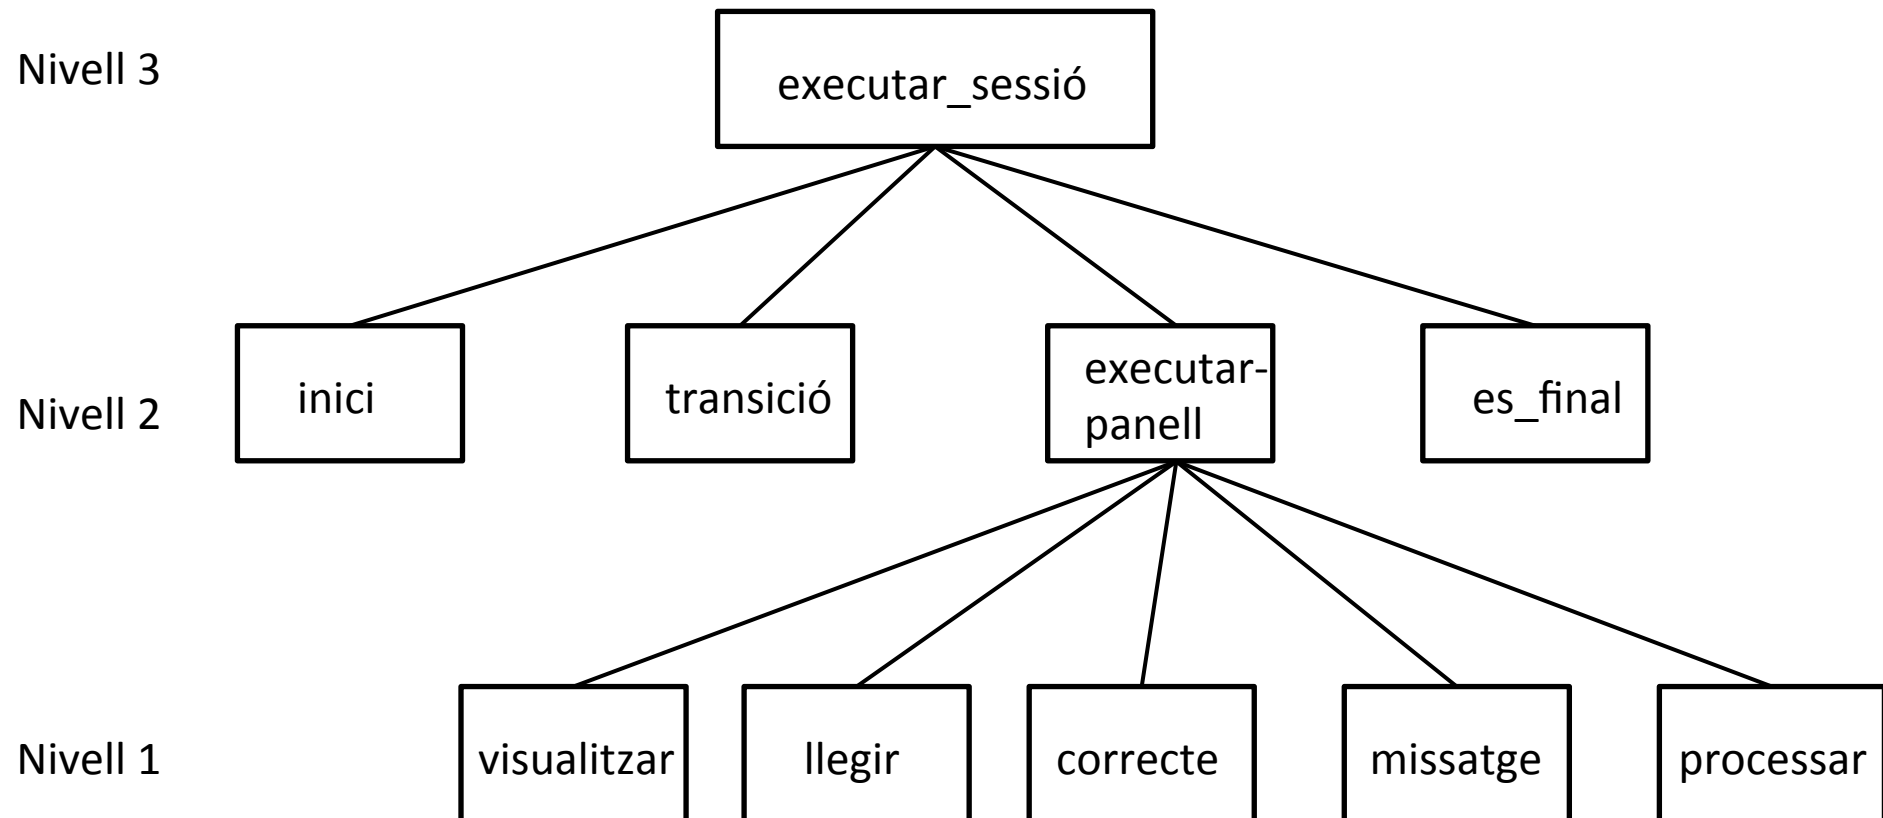 Nivell 3
executar_sessió
Nivell 2
inici
transició
executar-
panell
es_final
Nivell 1
visualitzar
llegir
correcte
missatge
processar